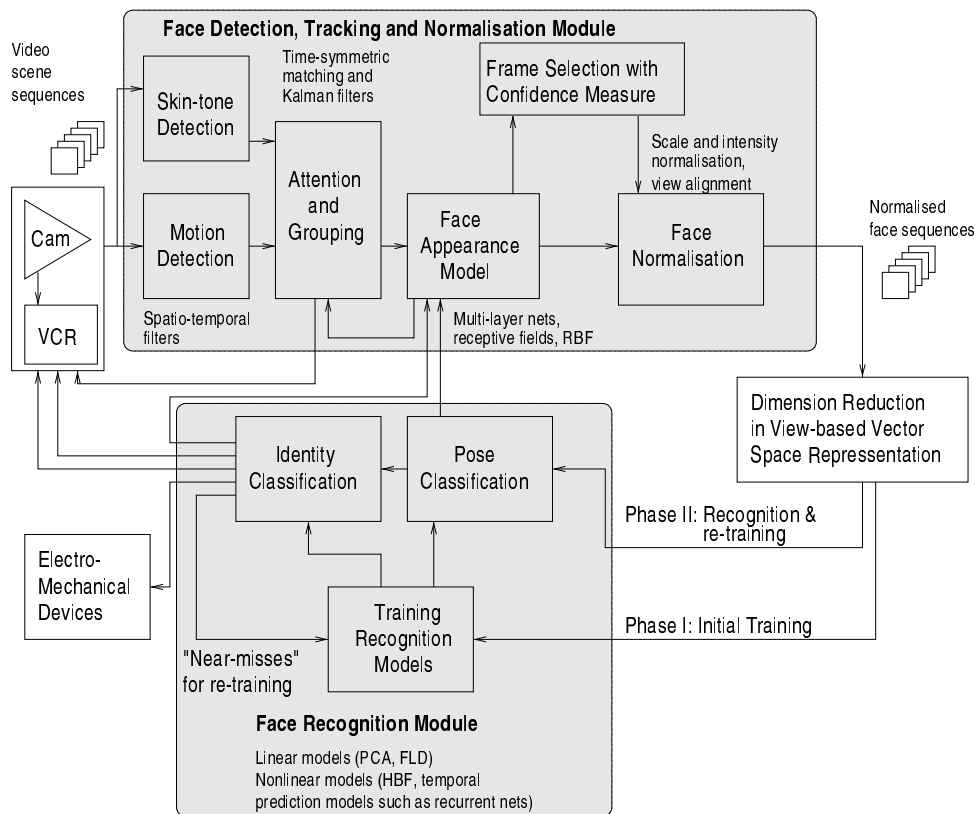 Face Detection, Tracking and Normalisation Module
Video
scene
sequences
Time-symmetric
matching and
Kalman filters
Frame Selection with
Confidence Measure
Skin-tone
Detection
Scale and intensity
normalisation,
view alignment
Attention
and
Grouping
Cam
Motion
Detection
Face
Appearance
Model
Face
Normalisation
Normalised
face sequences
VCR
Spatio-temporal
filters
Multi-layer nets,
receptive fields, RBF
Dimension Reduction
in View-based Vector
Space Repressentation
Identity
Classification
Pose
Classification
Phase II: Recognition &
re-training
Electro-
Mechanical
Devices
Training
Recognition
Models
Phase I: Initial Training
"Near-misses"
for re-training
Face Recognition Module
Linear models (PCA, FLD)
Nonlinear models (HBF, temporal
prediction models such as recurrent nets)